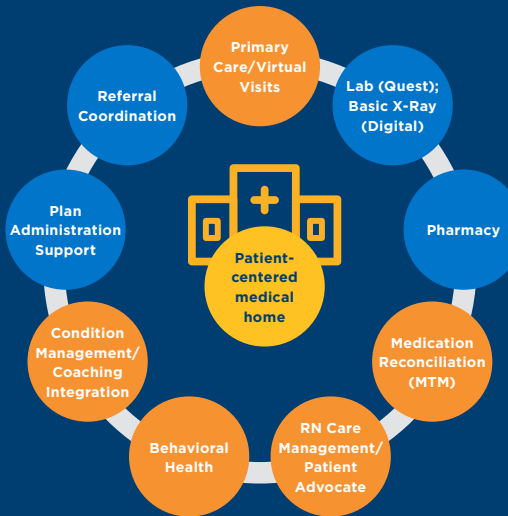 Primary
Care/Virtual
Visits
Lab (Quest);
Basic X-Ray
(Digital)
Pharmacy
Medication
Reconciliation
(MTM)
RN Care
Management/
Patient
Advocate
Behavioral
Health
Condition
Management/
Coaching
Integration
Plan
Administration
Support
Referral
Coordination
Patient-
centered
medical
home